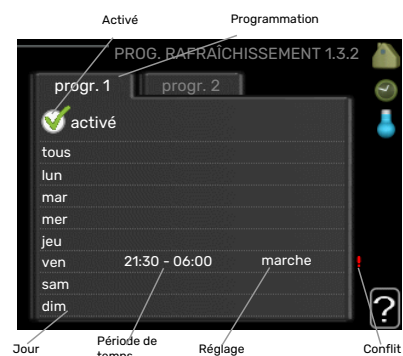 Activé
Programmation
PROG. RAFRAÎCHISSEMENT 1.3.2
progr. 1
progr. 2
activé
tous
lun
mar
mer
jeu
ven 21:30 - 06:00 marche !
sam
dim
?
Jour
Période de
temps
Réglage
Conflit